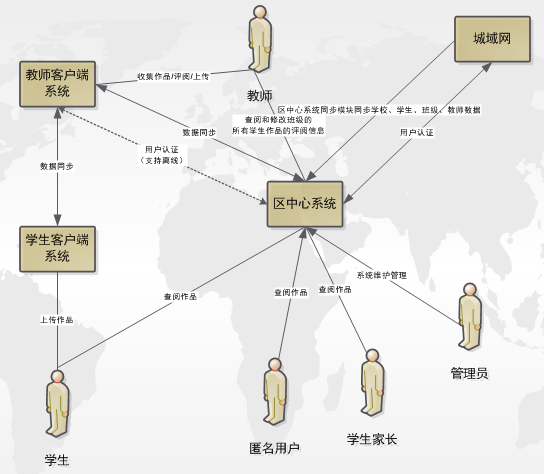 城域网
教师客户端
系统
收集作品/评阅/上传
教师
区中心系统同步模块同步学校、学生、班级、教师数据
查阅和修改班级的
所有学生作品的评阅信息
数据同步
用户认证
用户认证
（支持离线）
数据同步
区中心系统
学生客户端
系统
系统维护管理
查阅作品
查阅作品
查阅作品
上传作品
管理员
学生家长
匿名用户
学生